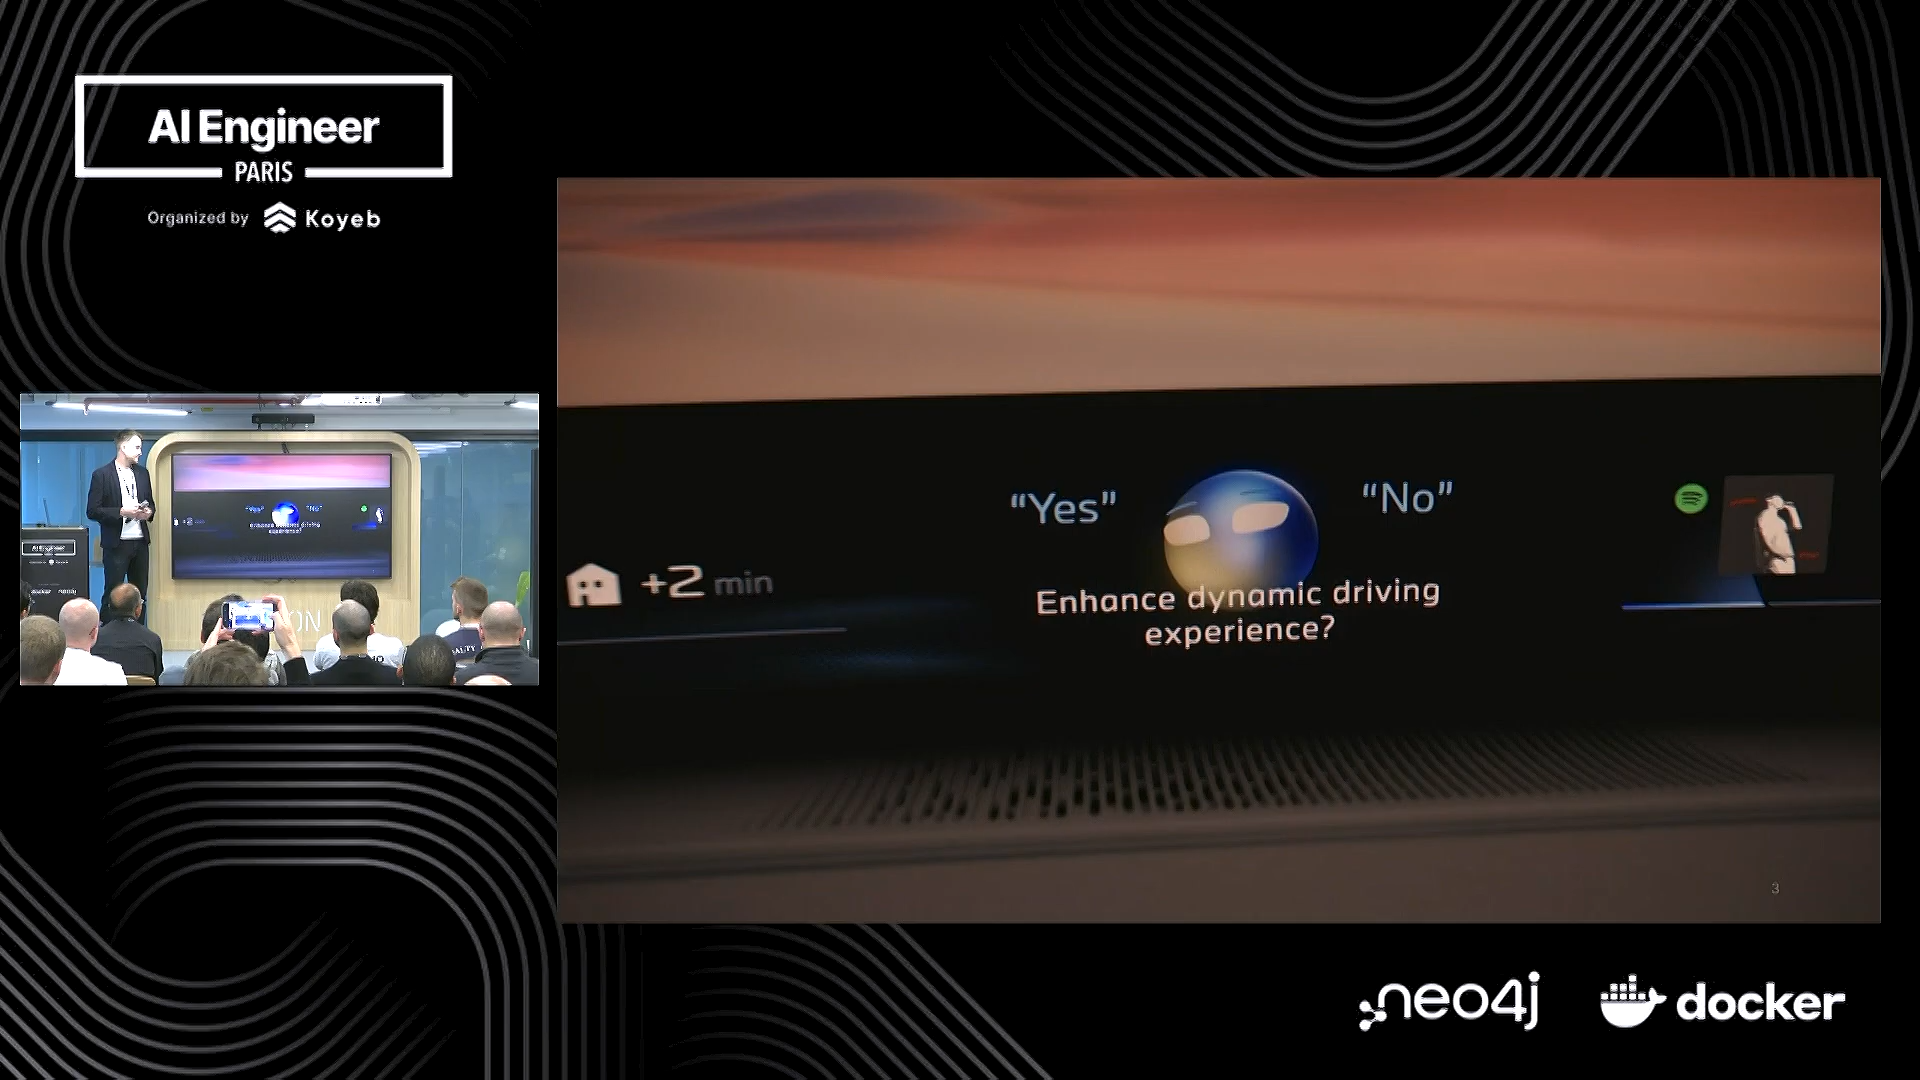 AI Engineer
PARIS
Organized by Koyeb
"Yes"
"No"
+2 min
Enhance dynamic driving
experience?
3
neo4j
docker